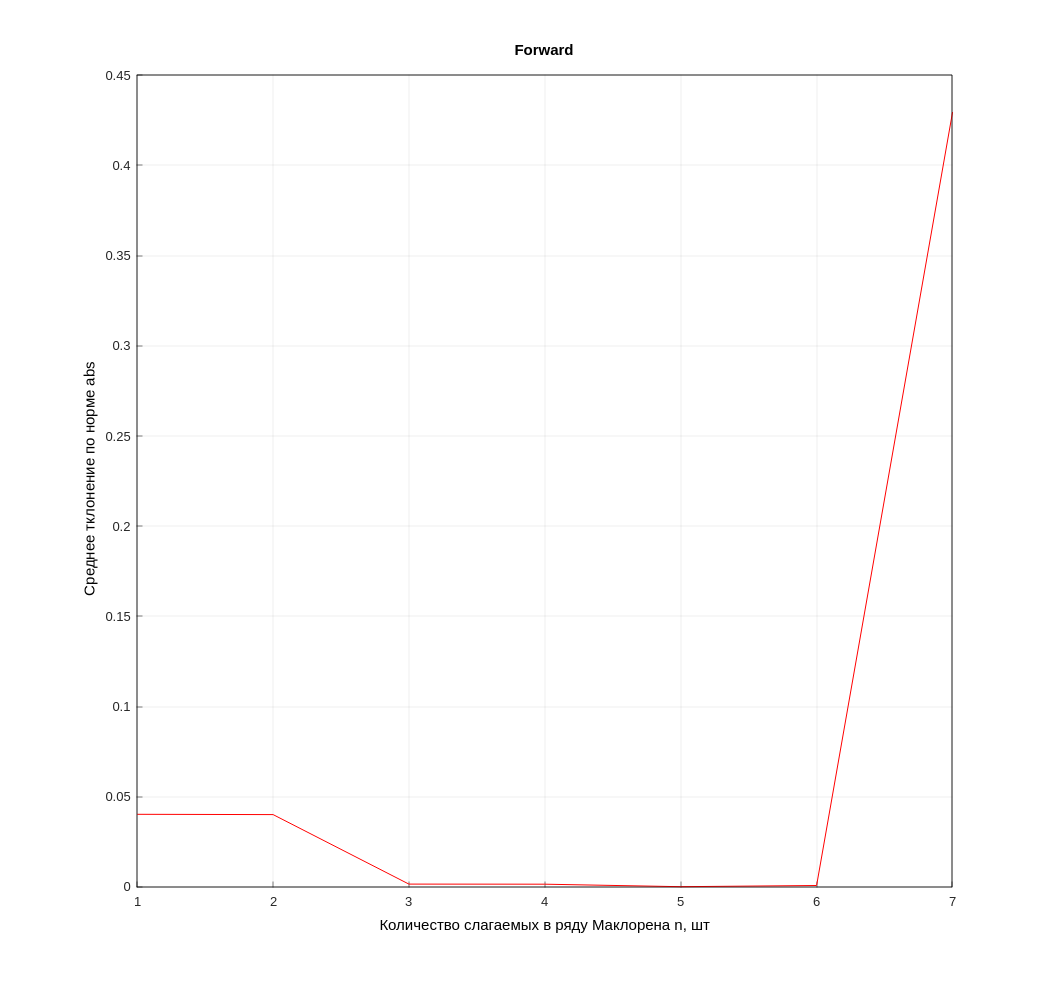 Forward
0.45
0.4
0.35
0.3
0.25
0.2
0.15
0.1
0.05
0
Среднее тклонение по норме abs
1 2 3 4 5 6 7
Количество слагаемых в ряду Маклорена n, шт